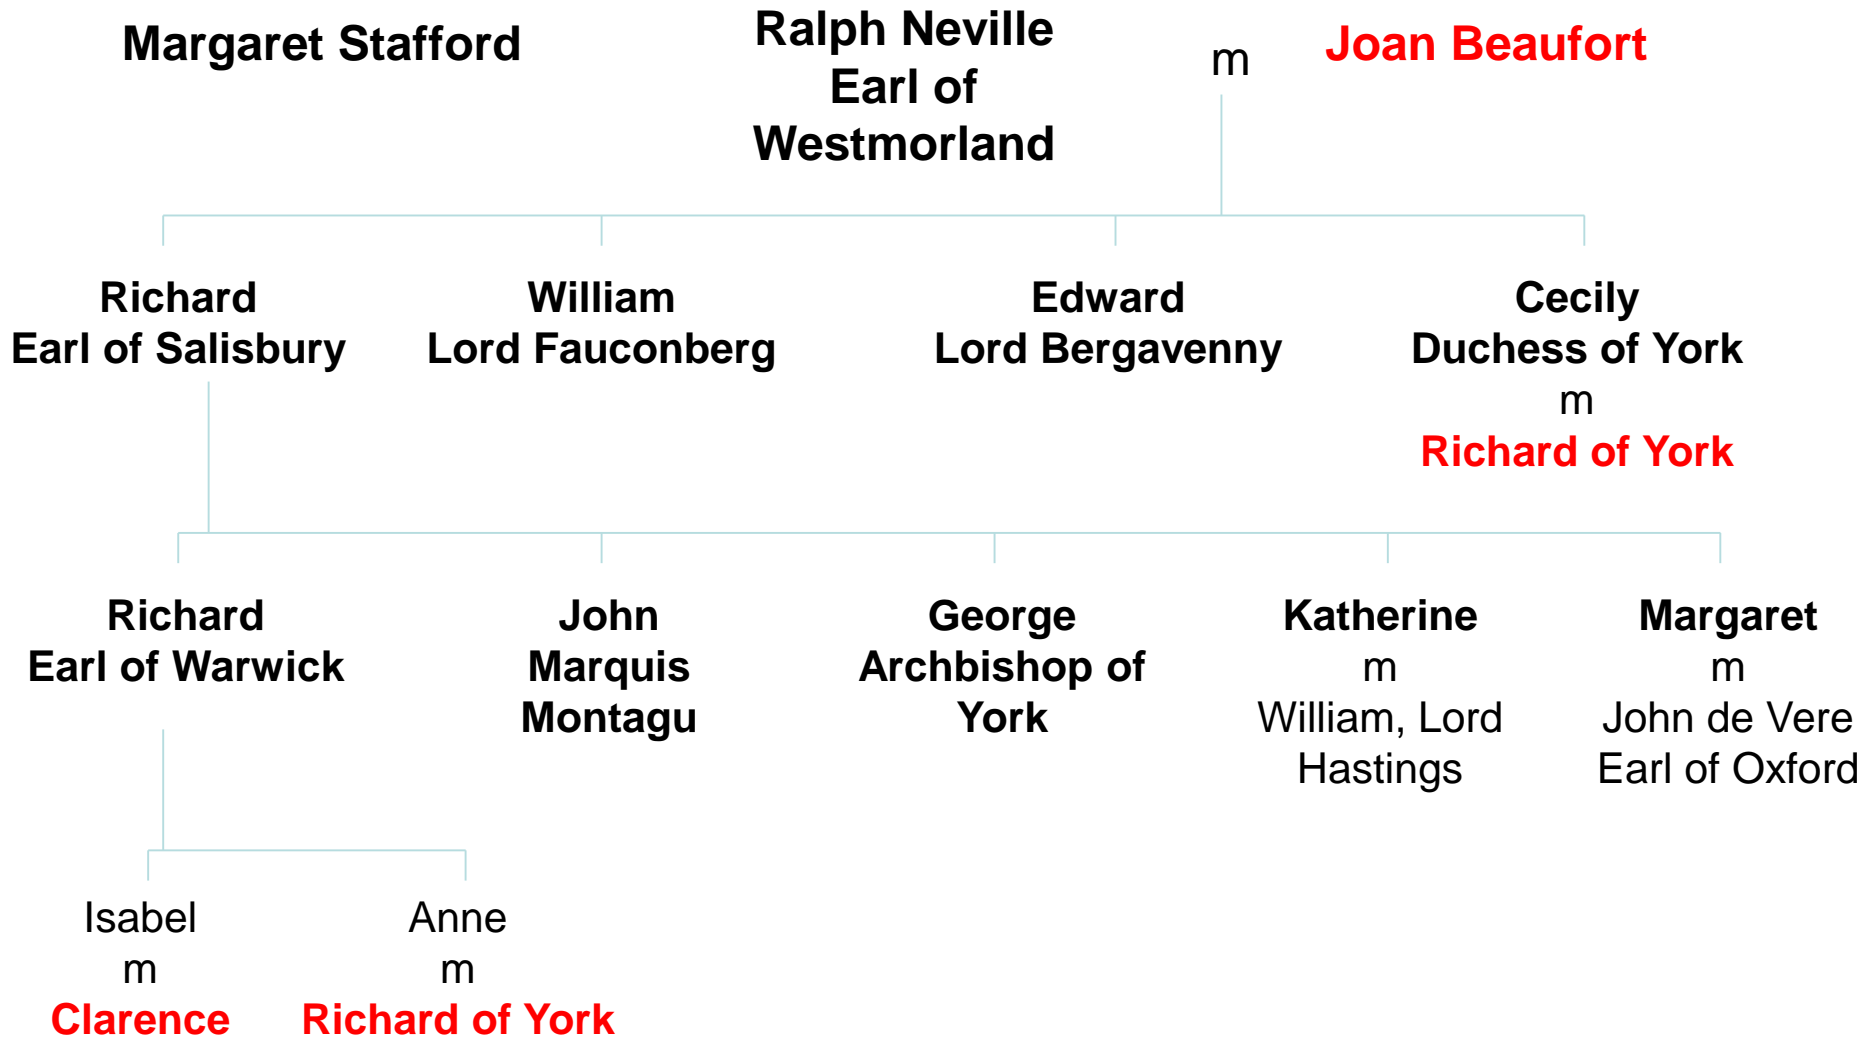 Margaret Stafford
Ralph Neville
Earl of
Westmorland
m
Joan Beaufort
Richard
Earl of Salisbury
William
Lord Fauconberg
Edward
Lord Bergavenny
Cecily
Duchess of York
m
Richard of York
Richard
Earl of Warwick
John
Marquis
Montagu
George
Archbishop of
York
Katherine
m
William, Lord
Hastings
Margaret
m
John de Vere
Earl of Oxford
Isabel
m
Clarence
Anne
m
Richard of York